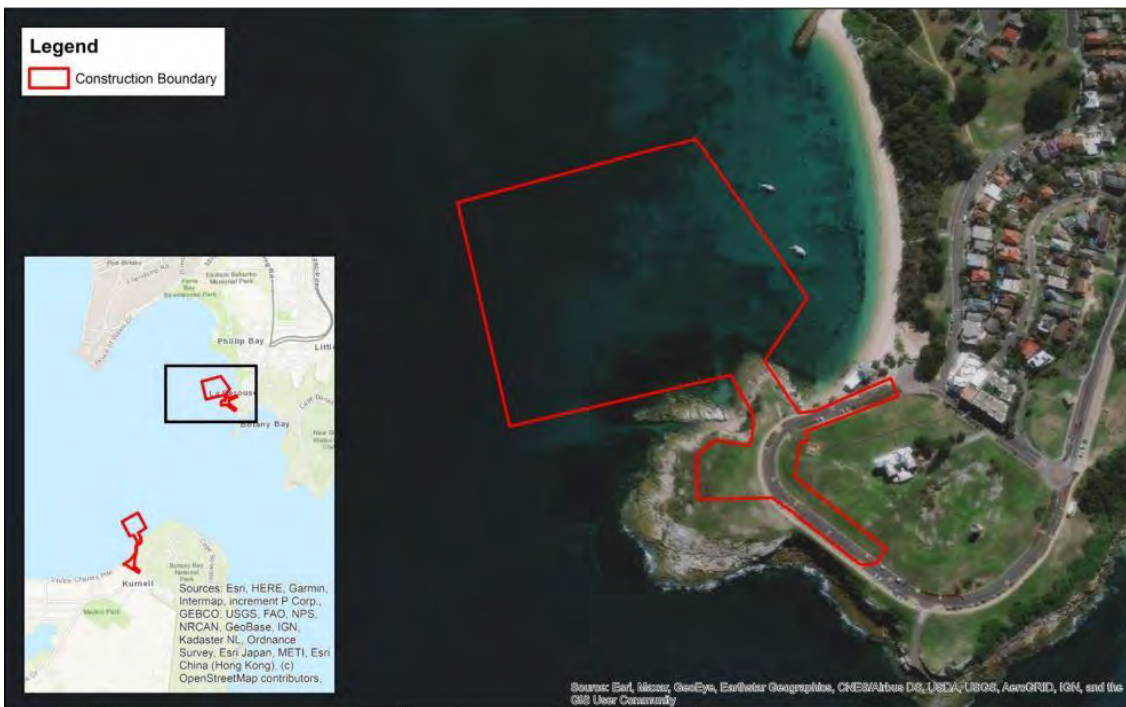 Legend
Construction Boundary
Phillip Bay
Botany Bay
Kurnell
Sources: Esri, HERE, Garmin,
Intermap, increment P Corp.,
GEBCO, USGS, FAO, NPS,
NRCAN, GeoBase, IGN,
Kadaster NL, Ordnance
Survey, Esri Japan, METI, Esri
China (Hong Kong), (c)
OpenStreetMap contributors,
Source: Esri, Maxar, GeoEye, Earthstar Geographics, CNES/Airbus DS, USDA, USGS, AeroGRID, IGN, and the
GIS User Community